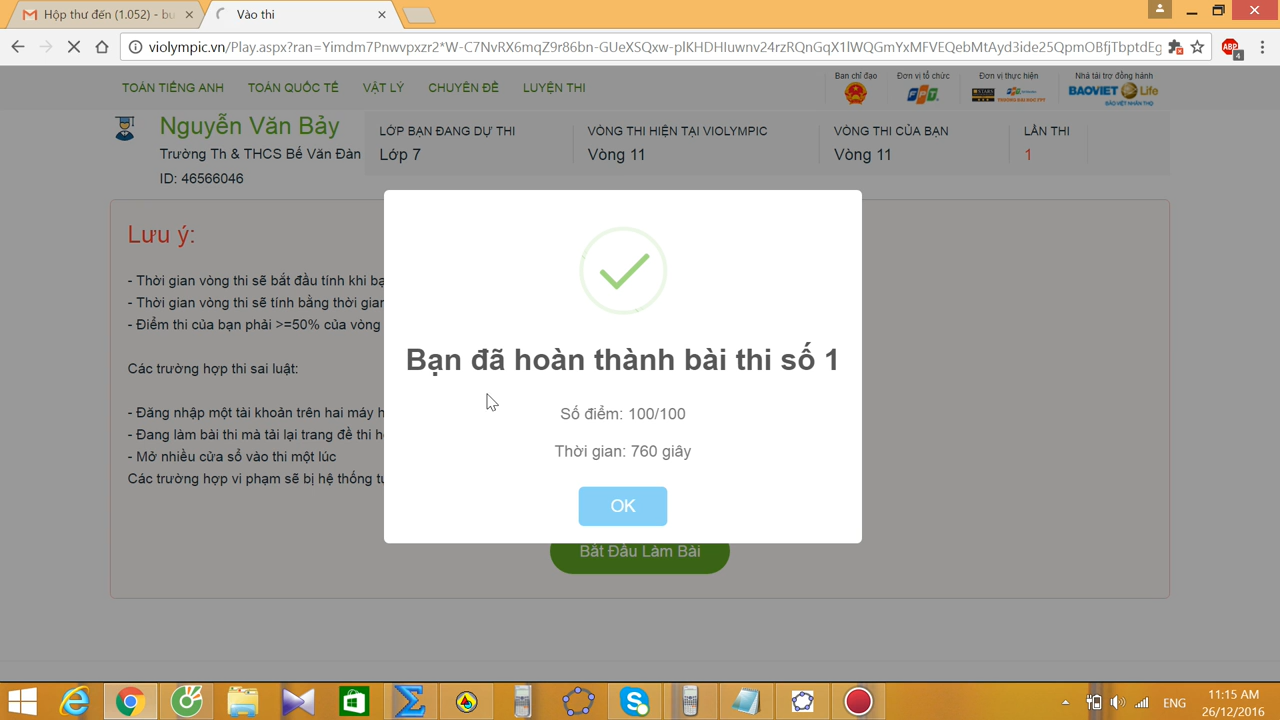 Hộp thư đến (1.052) - bu
Vào thi
violympic.vn/Play.aspx?ran=Yimdm7Pnwvpxzr2*W-C7NvRX6mqZ9r86bn-GUeXSQxw-plKHDHIuwnv24rzRQnGqX1lWQGmYxMFVEQebMtAyd3ide25QpmOBfjTbptdEg
ABP
4
TOÁN TIẾNG ANH
TOÁN QUỐC TẾ
VẬT LÝ
CHUYÊN ĐỀ
LUYỆN THI
Ban chỉ đạo
Đơn vị tổ chức
Đơn vị thực hiện
Nhà tài trợ đồng hành
FPT
BAOVIET Life
BẢO VIỆT NHÂN THỌ
Nguyễn Văn Bảy
Trường Th & THCS Bế Văn Đàn
ID: 46566046
LỚP BẠN ĐANG DỰ THI
Lớp 7
VÒNG THI HIỆN TẠI VIOLYMPIC
Vòng 11
VÒNG THI CỦA BẠN
Vòng 11
LẦN THI
1
Lưu ý:
- Thời gian vòng thi sẽ bắt đầu tính khi bạ
- Thời gian vòng thi sẽ tính bằng thời gian
- Điểm thi của bạn phải >=50% của vòng
Các trường hợp thi sai luật:
- Đăng nhập một tài khoản trên hai máy h
- Đang làm bài thi mà tải lại trang đề thi h
- Mở nhiều cửa sổ vào thi một lúc
Các trường hợp vi phạm sẽ bị hệ thống tự
Bạn đã hoàn thành bài thi số 1
Số điểm: 100/100
Thời gian: 760 giây
OK
Bắt Đầu Làm Bài
ENG
11:15 AM
26/12/2016